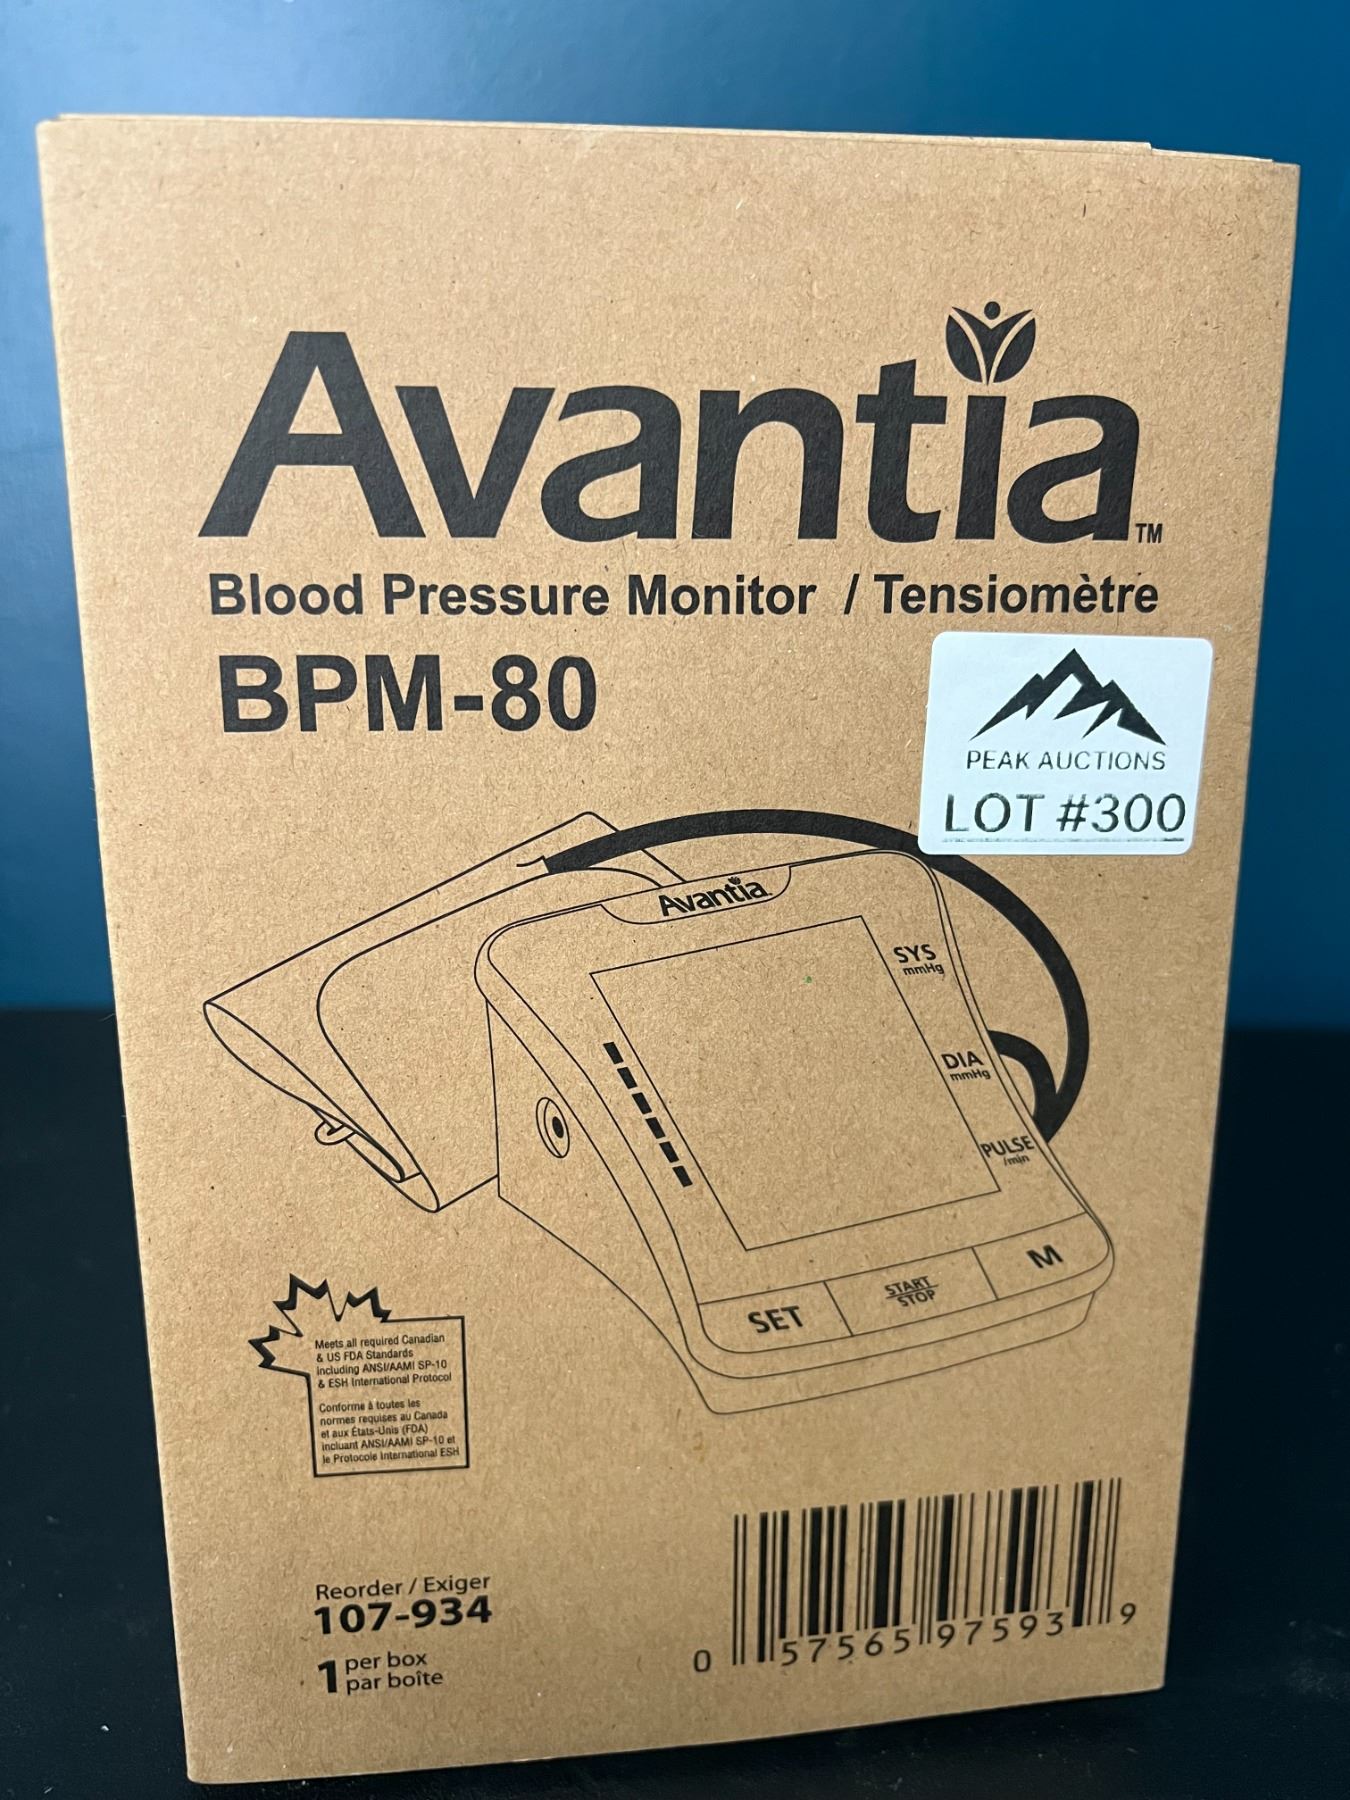 Avantia™
Blood Pressure Monitor / Tensiomètre
BPM-80
PEAK AUCTIONS
LOT #300
Avantia
SYS
mmHg
DIA
mmHg
PULSE
/min
SET
START
STOP
M
Meets all required Canadian
& US FDA Standards
including ANSI/AAMI SP-10
& ESH International Protocol
Conforme à toutes les
normes requises au Canada
et aux États-Unis (FDA)
incluant ANSI/AAMI SP-10 et
le Protocole International ESH
Reorder / Exiger
107-934
1 per box
par boîte
0 57565 97593 9